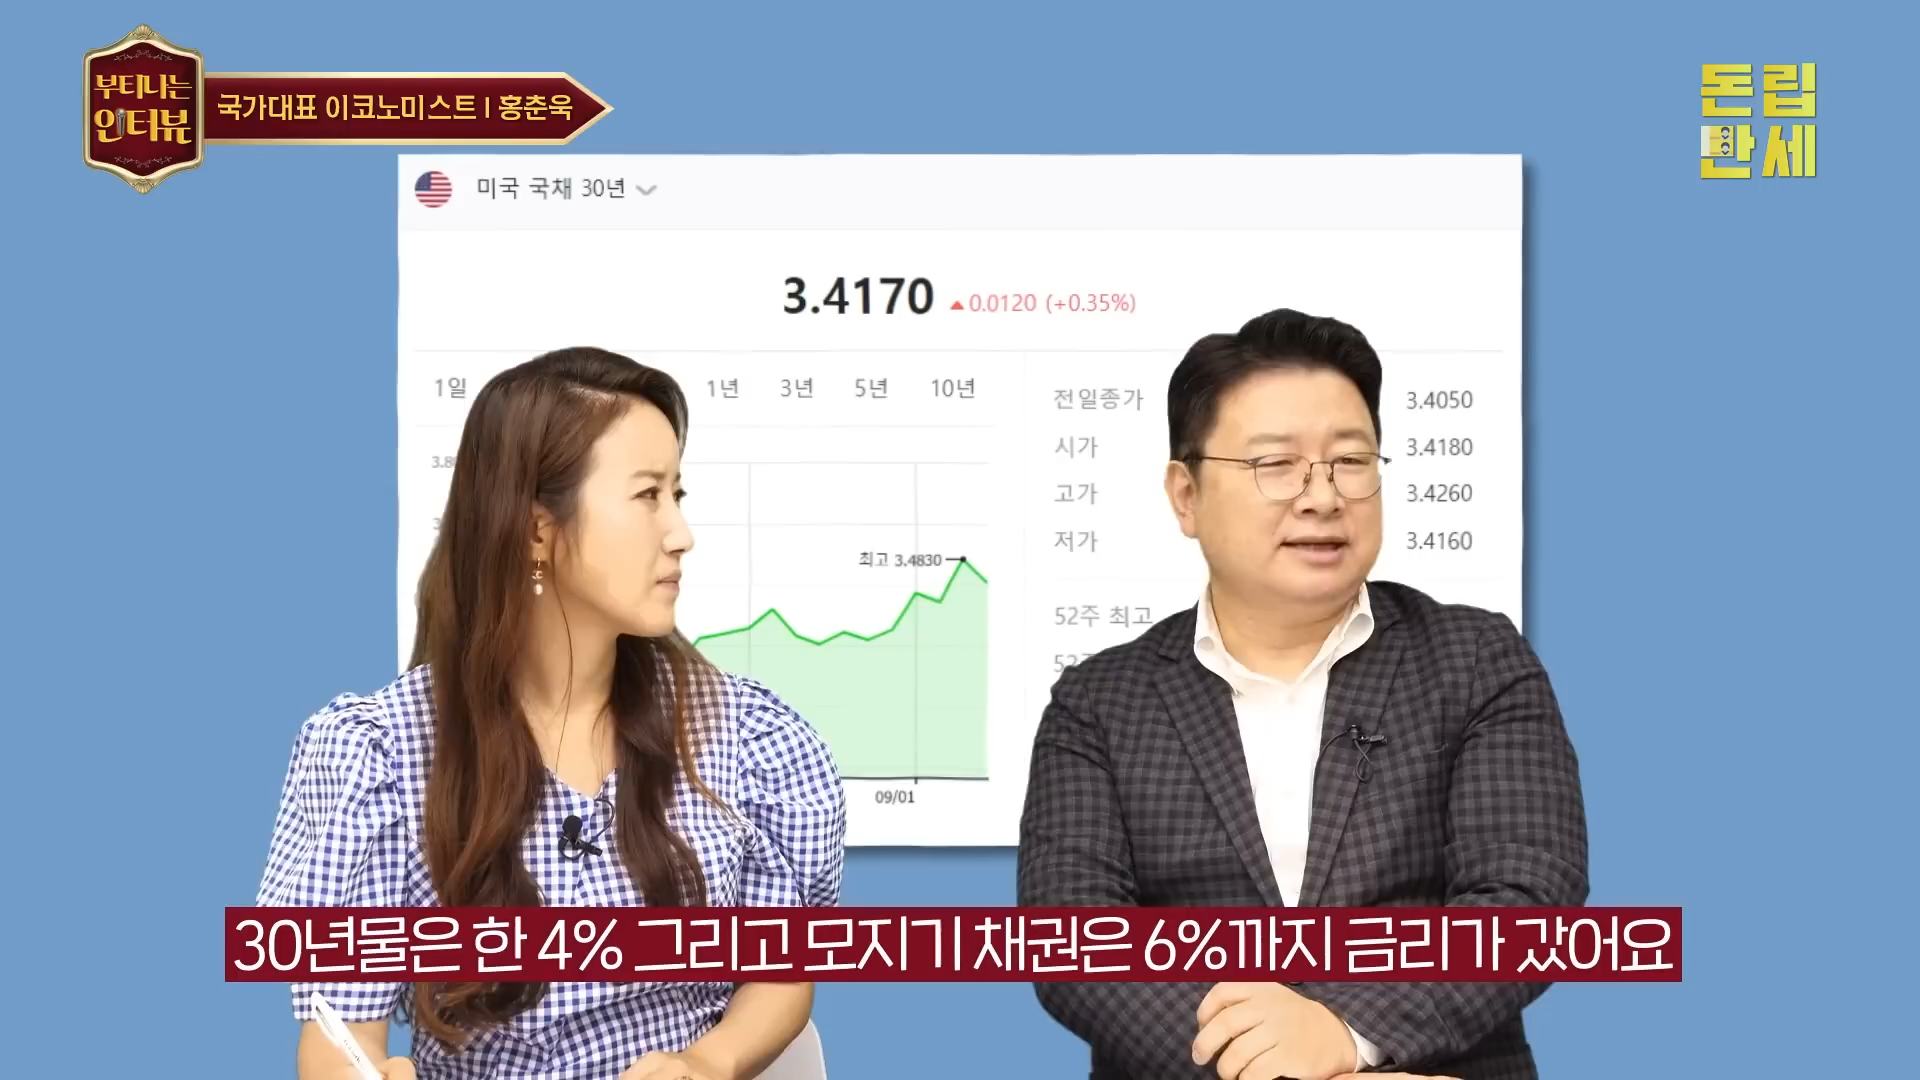 부티나는
인터뷰
국가대표 이코노미스트 | 홍춘욱
돈립
만세
미국 국채 30년
3.4170 ▲0.0120 (+0.35%)
1일
1년
3년
5년
10년
전일종가 3.4050
시가 3.4180
고가 3.4260
저가 3.4160
52주 최고
최고 3.4830
09/01
30년물은 한 4% 그리고 모지기 채권은 6%까지 금리가 갔어요